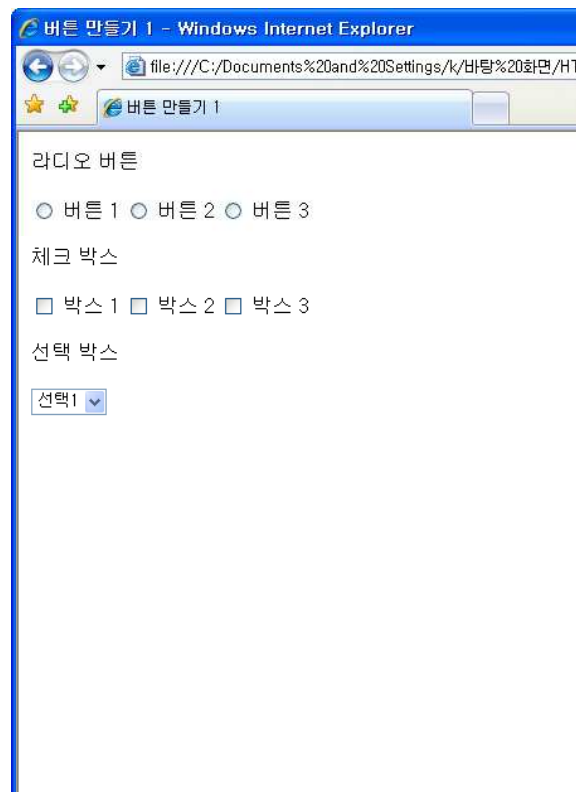 버튼 만들기 1 - Windows Internet Explorer
file:///C:/Documents%20and%20Settings/k/바탕%20화면/HT
버튼 만들기 1
라디오 버튼
버튼 1 버튼 2 버튼 3
체크 박스
박스 1 박스 2 박스 3
선택 박스
선택1